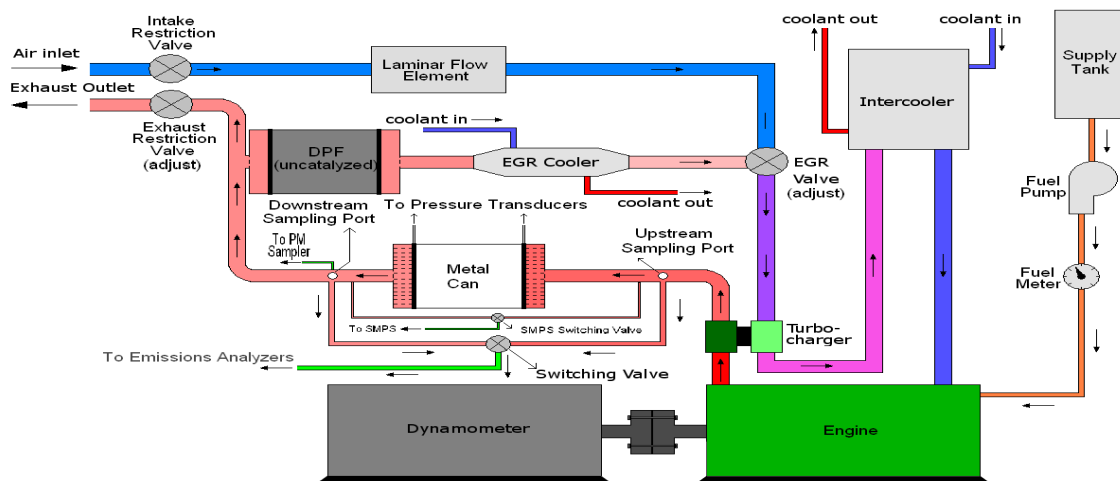 Intake
Restriction
Valve
Air inlet
Exhaust Outlet
Exhaust
Restriction
Valve
(adjust)
Laminar Flow
Element
coolant out
coolant in
Intercooler
Supply
Tank
DPF
(uncatalyzed)
coolant in
EGR Cooler
coolant out
EGR
Valve
(adjust)
Fuel
Pump
Downstream
Sampling Port
To Pressure Transducers
Upstream
Sampling Port
To PM
Sampler
Metal
Can
Fuel
Meter
To SMPS
SMPS Switching Valve
Turbo-
charger
To Emissions Analyzers
Switching Valve
Dynamometer
Engine